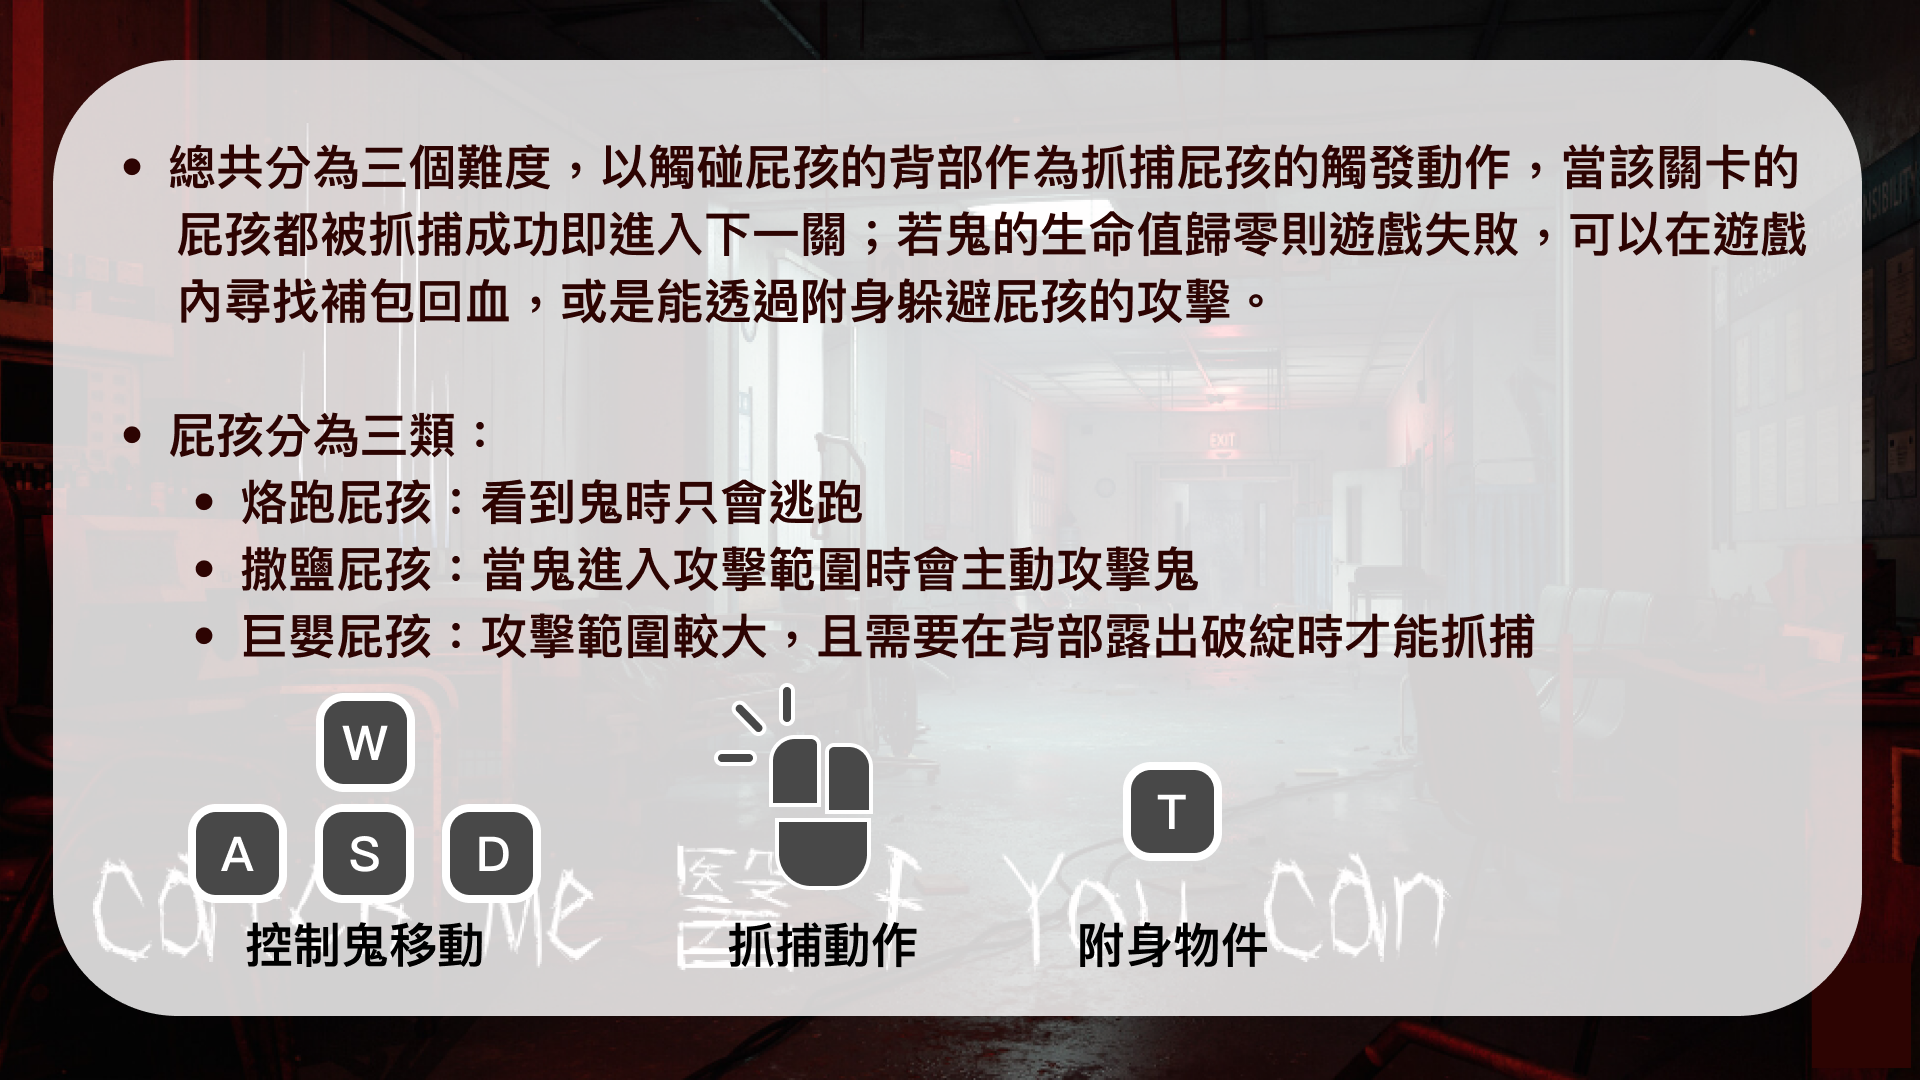 • 總共分為三個難度，以觸碰屁孩的背部作為抓捕屁孩的觸發動作，當該關卡的
屁孩都被抓捕成功即進入下一關；若鬼的生命值歸零則遊戲失敗，可以在遊戲
內尋找補包回血，或是能透過附身躲避屁孩的攻擊。
• 屁孩分為三類：
• 烙跑屁孩：看到鬼時只會逃跑
• 撒鹽屁孩：當鬼進入攻擊範圍時會主動攻擊鬼
• 巨嬰屁孩：攻擊範圍較大，且需要在背部露出破綻時才能抓捕
EXIT
W
A S D
T
catch Me 醫 If You can
控制鬼移動
抓捕動作
附身物件